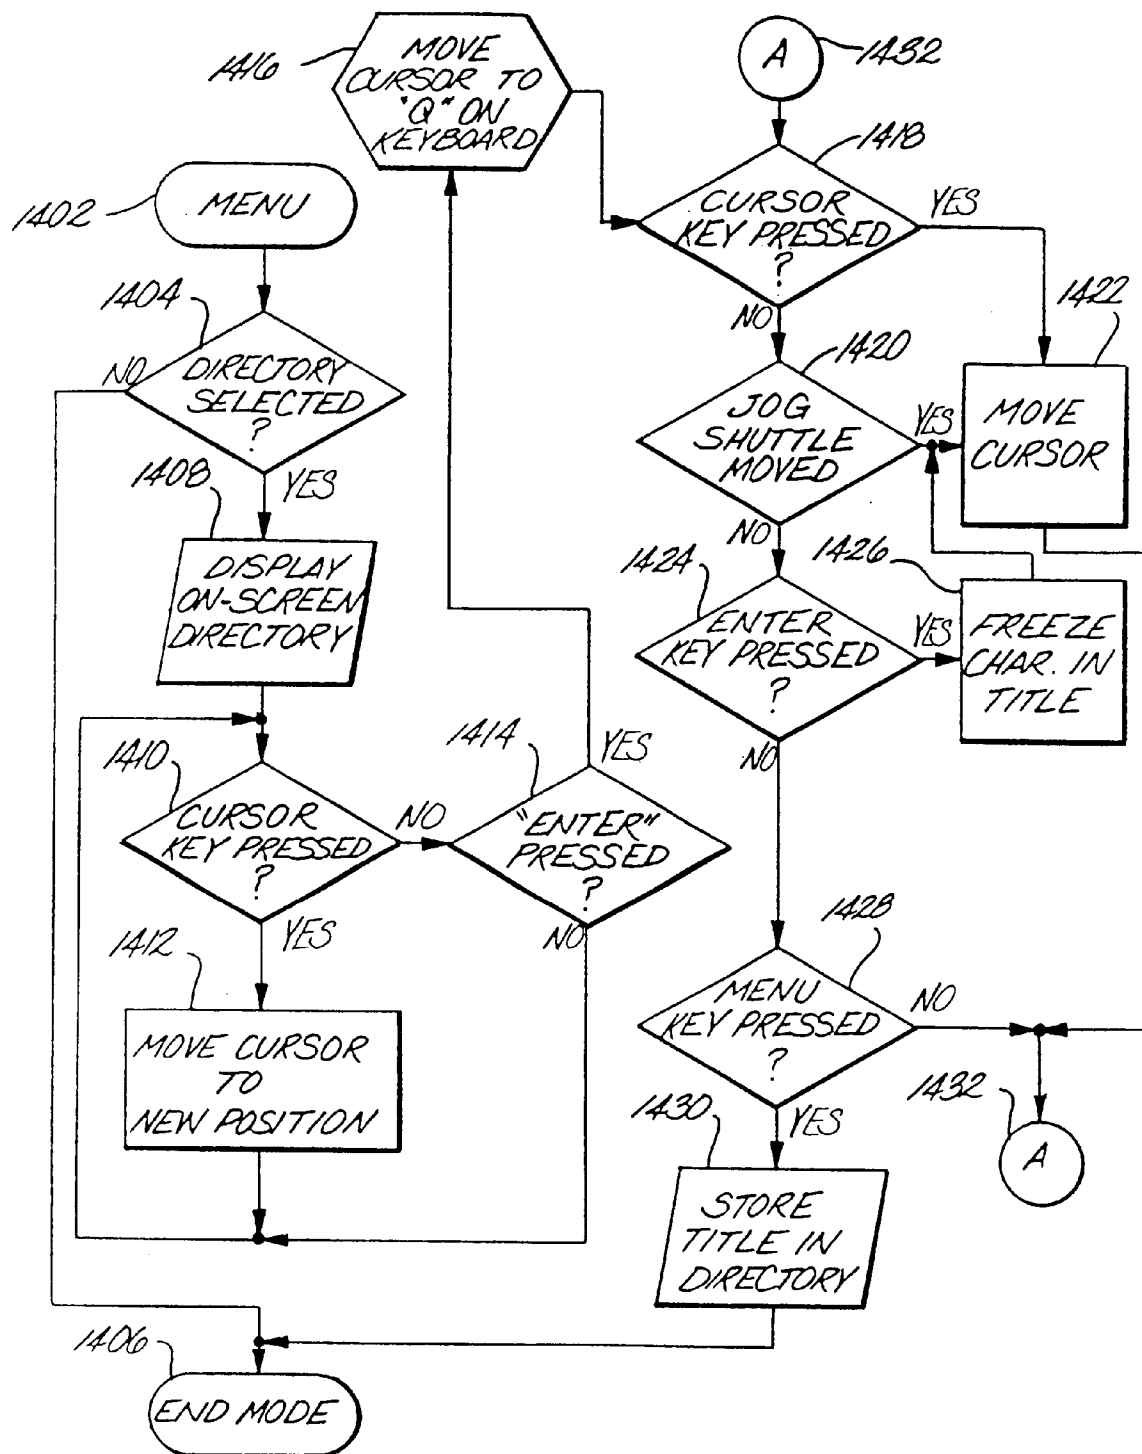 1416
MOVE
CURSOR TO
"Q" ON
KEYBOARD
A
1432
1418
CURSOR
KEY PRESSED
?
YES
NO
1402
MENU
1404
NO
DIRECTORY
SELECTED
?
YES
1408
DISPLAY
ON-SCREEN
DIRECTORY
1420
JOG
SHUTTLE
MOVED
YES
NO
1422
MOVE
CURSOR
1424
ENTER
KEY PRESSED
?
YES
NO
1426
FREEZE
CHAR. IN
TITLE
1410
CURSOR
KEY PRESSED
?
NO
YES
1414
YES
"ENTER"
PRESSED
?
NO
1412
MOVE CURSOR
TO
NEW POSITION
1428
MENU
KEY PRESSED
?
NO
YES
1432
A
1430
STORE
TITLE IN
DIRECTORY
1406
END MODE